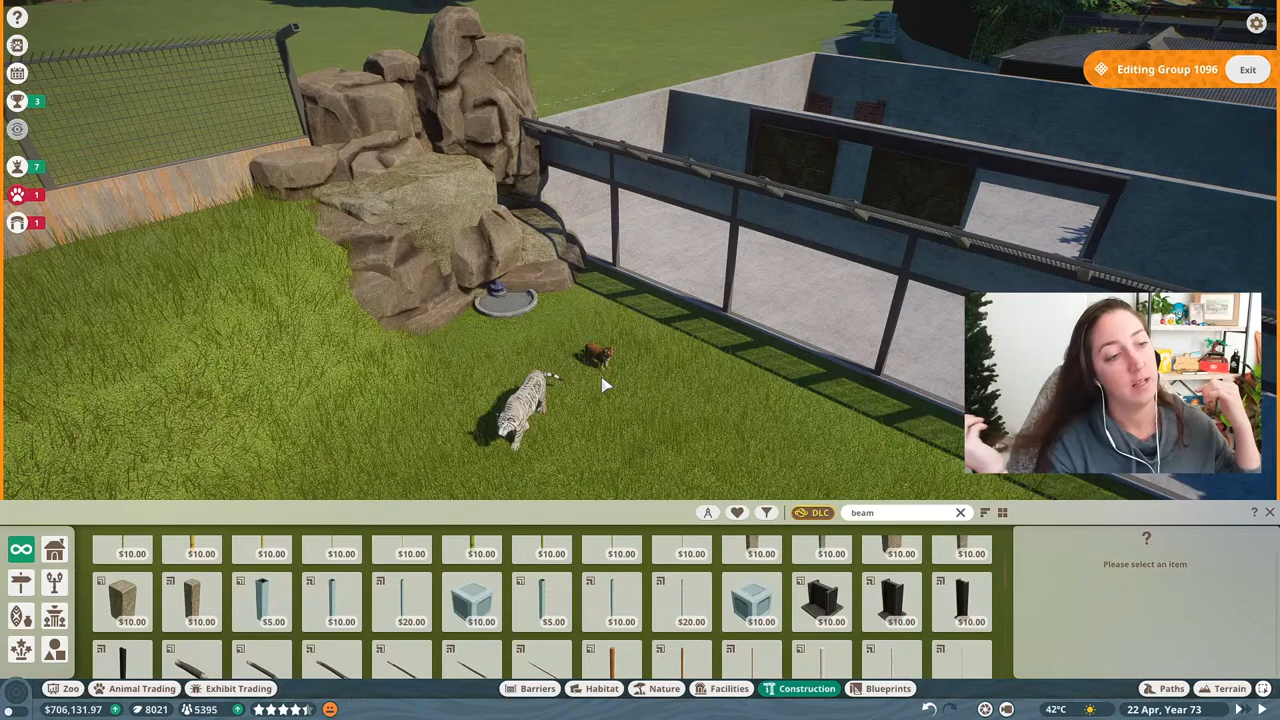 ?
3
7
1
1
Editing Group 1096
Exit
DLC
beam
?
$10.00 $10.00 $10.00 $10.00 $10.00 $10.00 $10.00 $10.00 $10.00 $10.00 $10.00 $10.00 $10.00
?
Please select an item
$10.00 $10.00 $5.00 $10.00 $20.00 $10.00 $5.00 $10.00 $20.00 $10.00 $10.00 $10.00 $10.00
Zoo Animal Trading Exhibit Trading Barriers Habitat Nature Facilities Construction Blueprints Paths Terrain
$706,131.97 8021 5395 42°C 22 Apr, Year 73